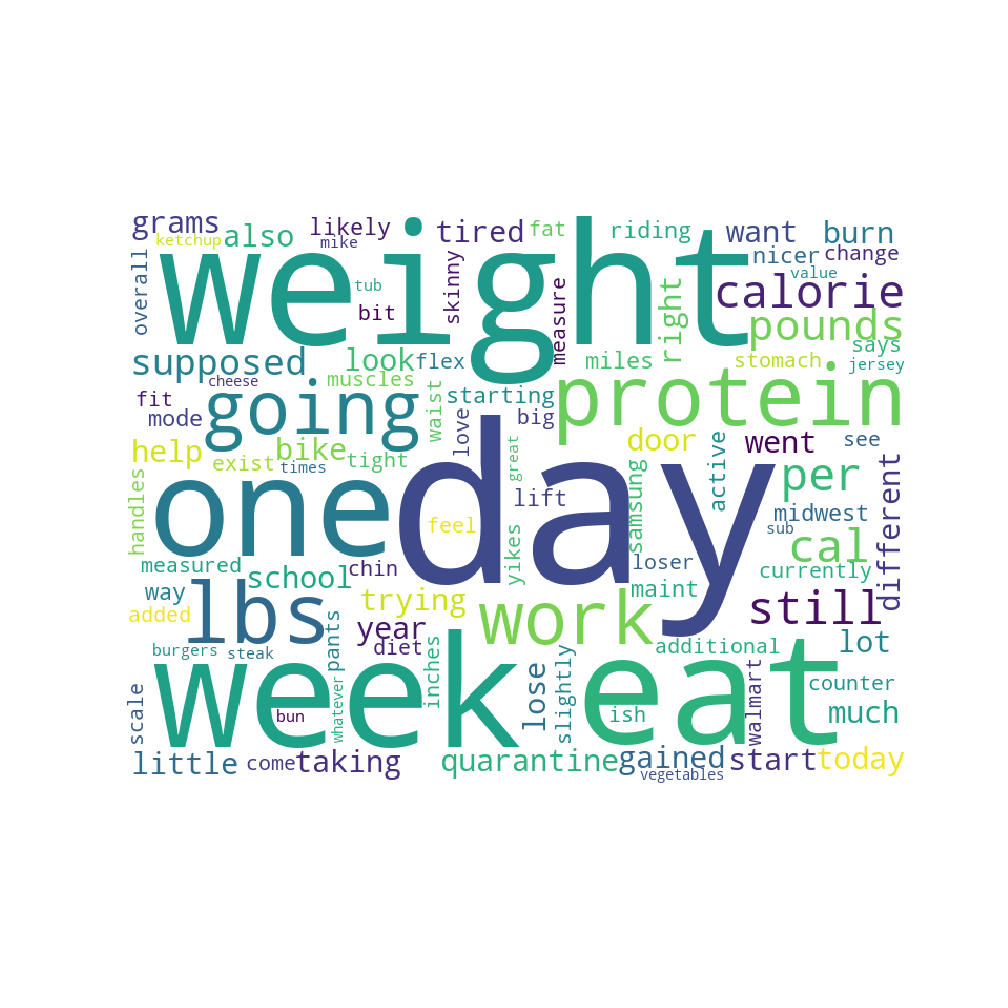 grams
ketchup
also
likely
mike
tired
fat
riding
want
burn
nicer
change
value
overall
weight
tub
bit
skinny
measure
right
calorie
pounds
says
jersey
supposed
look
flex
miles
stomach
cheese
muscles
starting
protein
fit
mode
going
waist
love
big
door
went
see
help
exist
bike
times
tight
great
lift
samsung
active
per
midwest
different
handles
one
day
feel
yikes
sub
cal
measured
school
chin
loser
currently
way
added
lbs
trying
maint
work
still
year
diet
additional
lot
burgers
steak
pants
inches
week
lose
slightly
eat
ish
walmart
counter
much
scale
bun
whatever
little
come
taking
quarantine
gained
vegetables
start
today